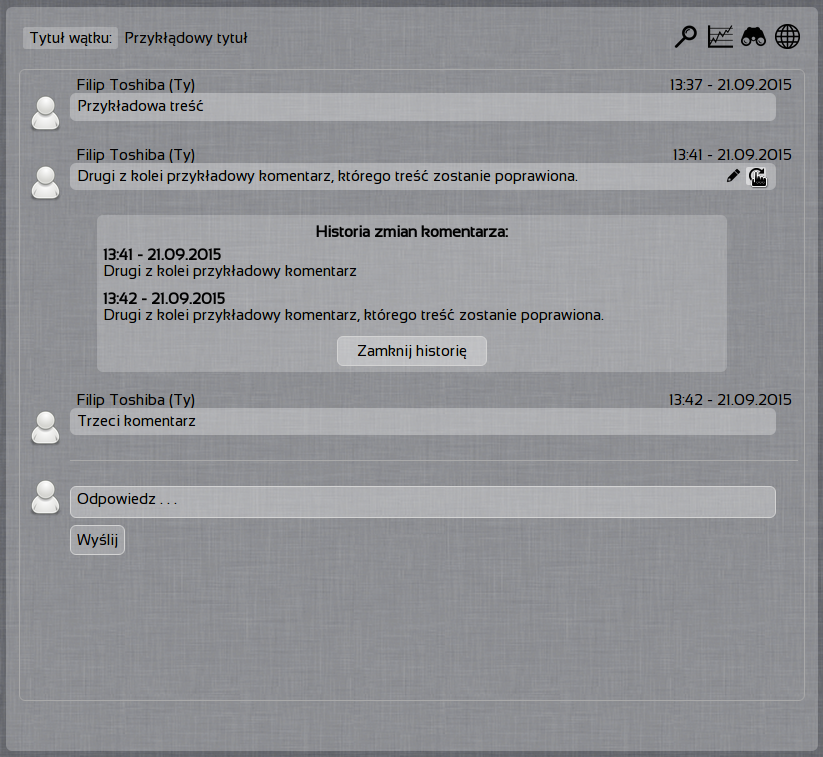 Tytuł wątku: Przykłądowy tytuł
Filip Toshiba (Ty) 13:37 - 21.09.2015
Przykładowa treść
Filip Toshiba (Ty) 13:41 - 21.09.2015
Drugi z kolei przykładowy komentarz, którego treść zostanie poprawiona.
Historia zmian komentarza:
13:41 - 21.09.2015
Drugi z kolei przykładowy komentarz
13:42 - 21.09.2015
Drugi z kolei przykładowy komentarz, którego treść zostanie poprawiona.
Zamknij historię
Filip Toshiba (Ty) 13:42 - 21.09.2015
Trzeci komentarz
Odpowiedz . . .
Wyślij